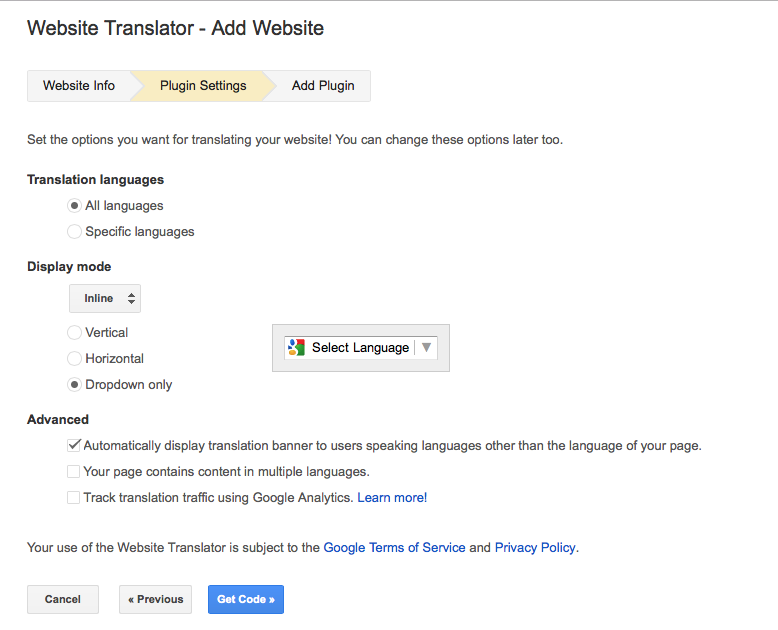 Website Translator - Add Website
Website Info Plugin Settings Add Plugin
Set the options you want for translating your website! You can change these options later too.
Translation languages
All languages
Specific languages
Display mode
Inline
Vertical
Select Language
Horizontal
Dropdown only
Advanced
Automatically display translation banner to users speaking languages other than the language of your page.
Your page contains content in multiple languages.
Track translation traffic using Google Analytics. Learn more!
Your use of the Website Translator is subject to the Google Terms of Service and Privacy Policy.
Cancel « Previous Get Code »